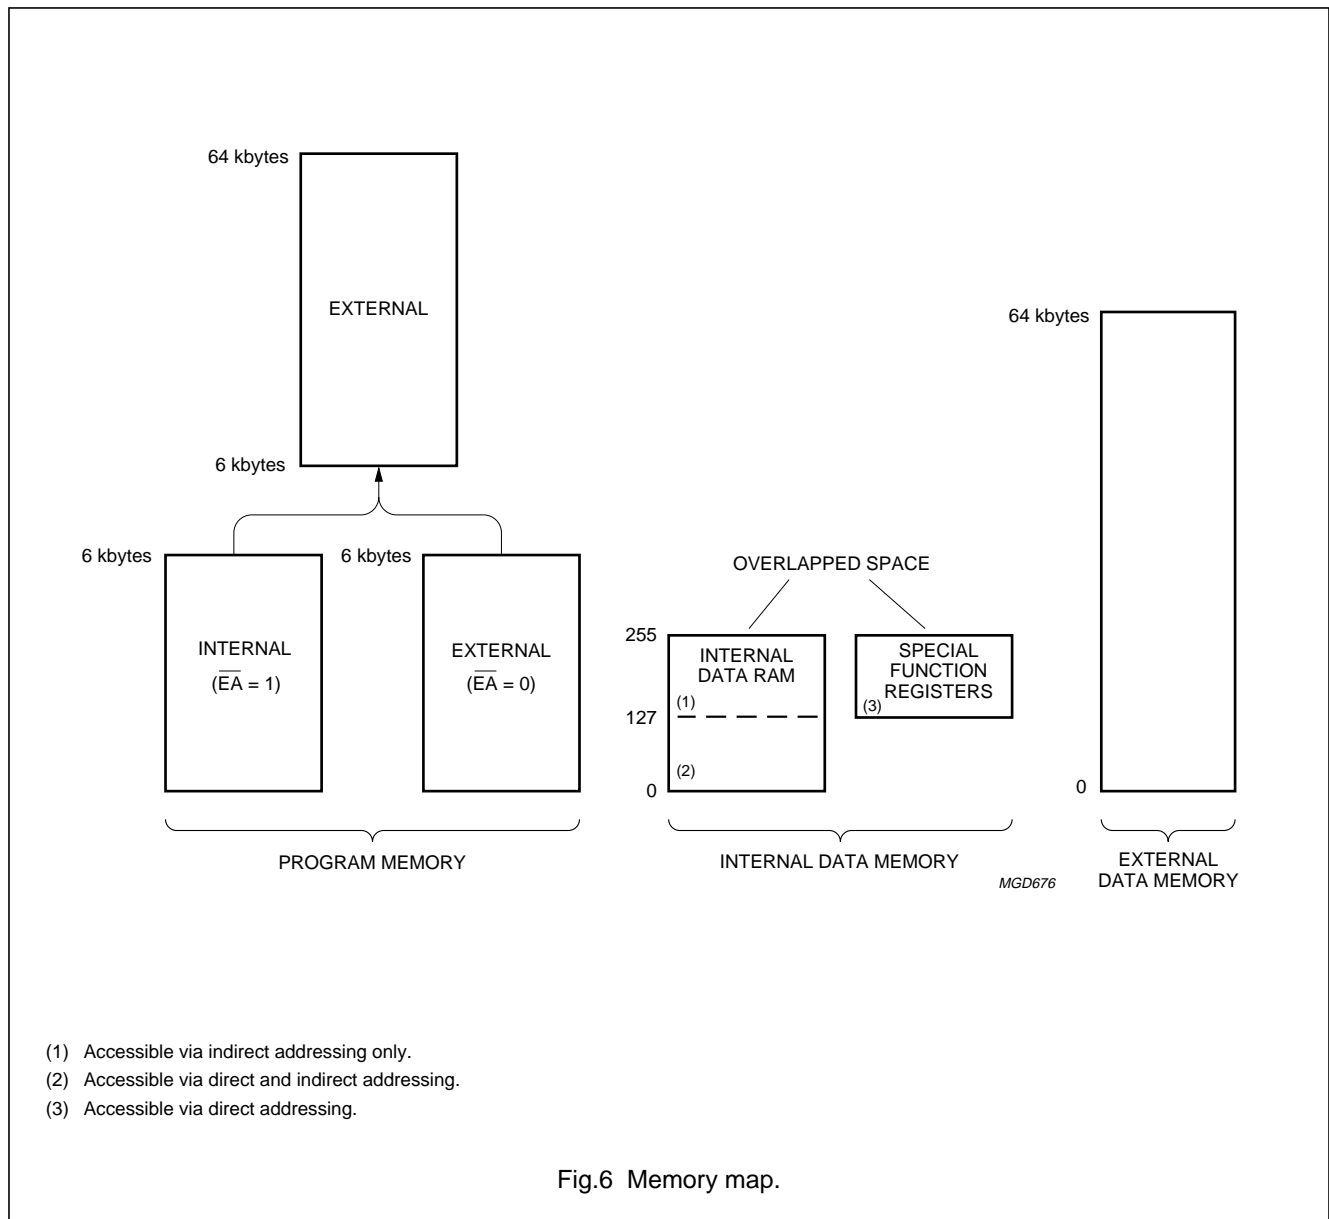 64 kbytes
EXTERNAL
6 kbytes
6 kbytes
INTERNAL
(EA = 1)
6 kbytes
EXTERNAL
(EA = 0)
PROGRAM MEMORY
OVERLAPPED SPACE
255
INTERNAL
DATA RAM
(1)
127
(2)
0
SPECIAL
FUNCTION
REGISTERS
(3)
INTERNAL DATA MEMORY
64 kbytes
0
EXTERNAL
DATA MEMORY
MGD676
(1) Accessible via indirect addressing only.
(2) Accessible via direct and indirect addressing.
(3) Accessible via direct addressing.
Fig.6 Memory map.